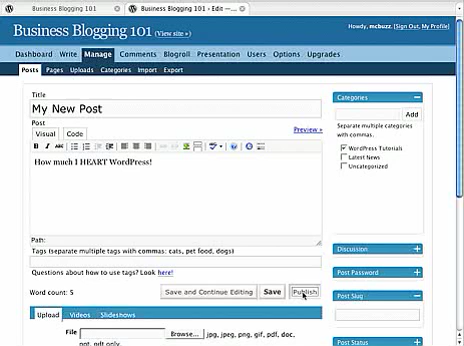 Business Blogging 101
Business Blogging 101 › Edit —...
Business Blogging 101 (View site »)
Howdy, mcbuzz. [Sign Out, My Profile]
Dashboard Write Manage Comments Blogroll Presentation Users Options Upgrades
Posts Pages Uploads Categories Import Export
Title
My New Post
Post
Visual Code
Preview »
B I ABC
How much I HEART WordPress!
Path:
Tags (separate multiple tags with commas: cats, pet food, dogs)
Questions about how to use tags? Look here!
Word count: 5
Save and Continue Editing Save Publish
Upload Videos Slideshows
File Browse... jpg, jpeg, png, gif, pdf, doc,
ppt, odt only.
Categories
Add
Separate multiple categories
with commas.
WordPress Tutorials
Latest News
Uncategorized
Discussion
Post Password
Post Slug
Post Status